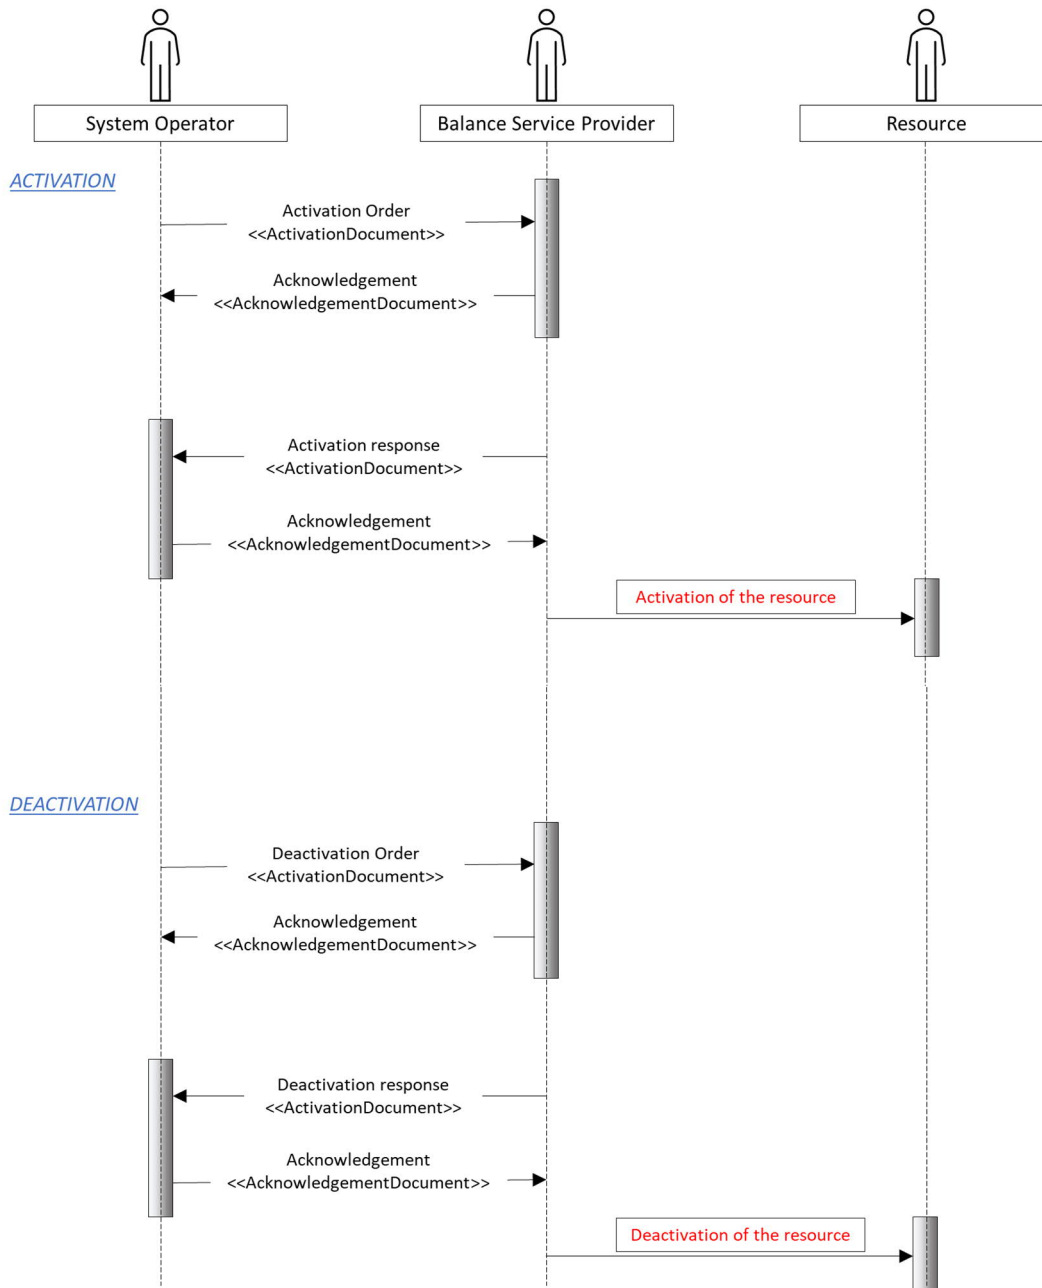 System Operator
Balance Service Provider
Resource
ACTIVATION
Activation Order
<<ActivationDocument>>
Acknowledgement
<<AcknowledgementDocument>>
Activation response
<<ActivationDocument>>
Acknowledgement
<<AcknowledgementDocument>>
Activation of the resource
DEACTIVATION
Deactivation Order
<<ActivationDocument>>
Acknowledgement
<<AcknowledgementDocument>>
Deactivation response
<<ActivationDocument>>
Acknowledgement
<<AcknowledgementDocument>>
Deactivation of the resource